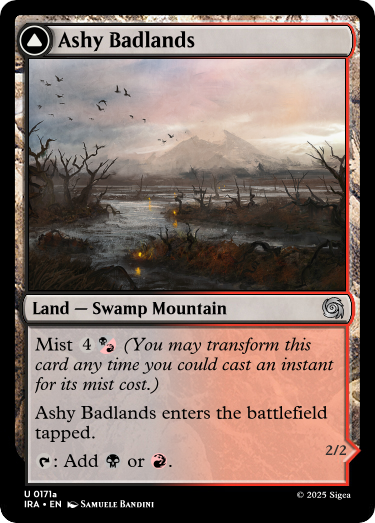 Ashy Badlands
Land — Swamp Mountain
Mist 4 (You may transform this
card any time you could cast an instant
for its mist cost.)
Ashy Badlands enters the battlefield
tapped.
: Add or .
2/2
U 0171a
IRA • EN Samuele Bandini
© 2025 Sigea